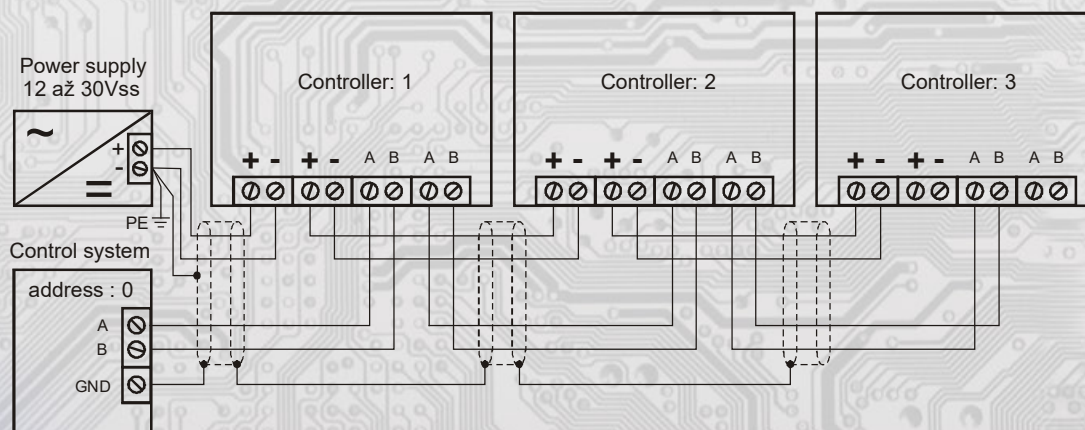 Power supply
12 až 30Vss
~
=
+
-
PE
Control system
address : 0
A
B
GND
Controller: 1
+ - + - A B A B
Controller: 2
+ - + - A B A B
Controller: 3
+ - + - A B A B